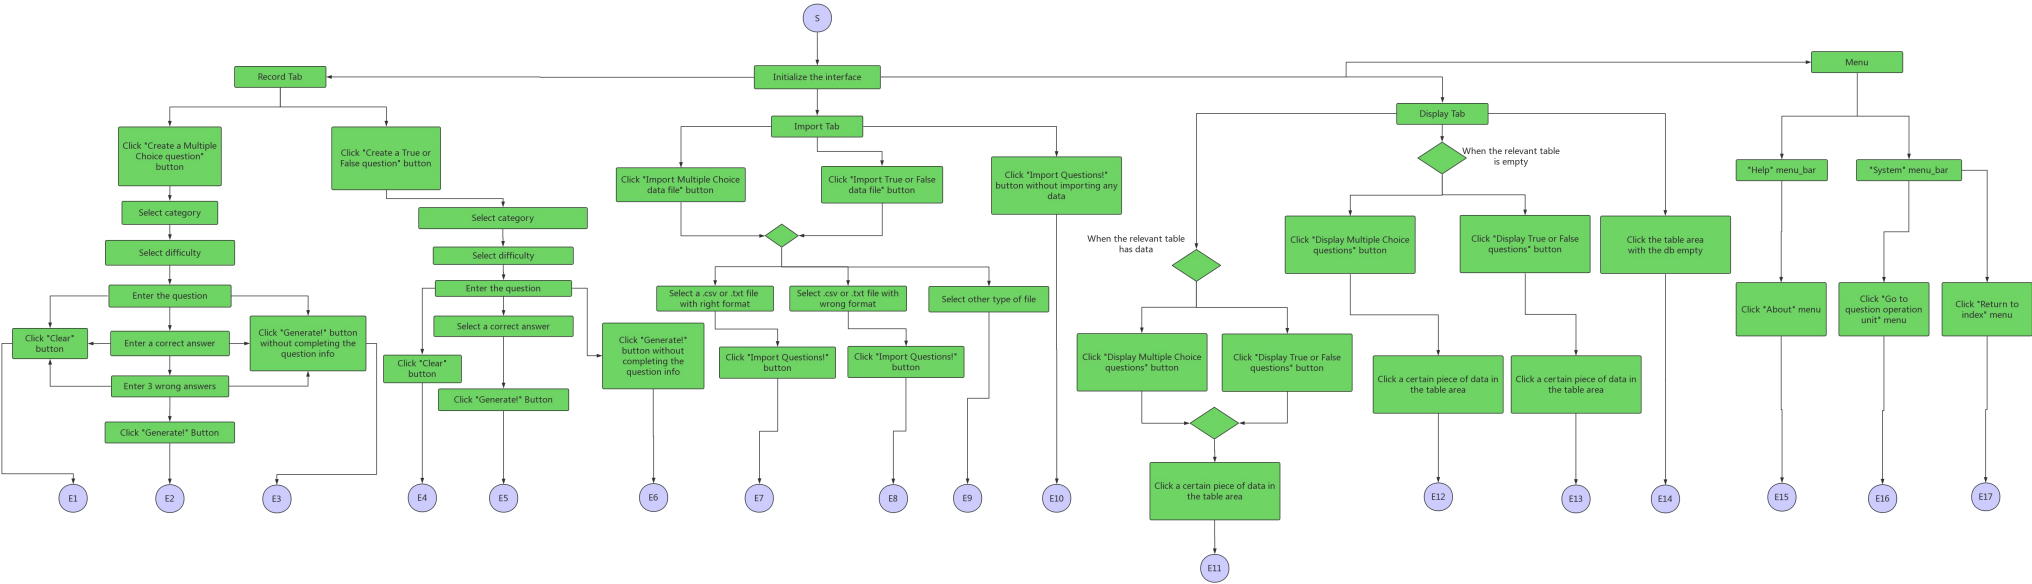 S
Record Tab
Initialize the interface
Menu
Import Tab
Display Tab
Click "Create a Multiple
Choice question"
button
Click "Create a True or
False question" button
When the relevant table
is empty
Click "Import Multiple Choice
data file" button
Click "Import True or False
data file" button
Click "Import Questions!"
button without importing any
data
"Help" menu_bar
"System" menu_bar
Select category
Select category
Click "Display Multiple Choice
questions" button
Click "Display True or False
questions" button
Click the table area
with the db empty
When the relevant table
has data
Select difficulty
Select difficulty
Enter the question
Enter the question
Select a .csv or .txt file
with right format
Select .csv or .txt file with
wrong format
Select other type of file
Click "About" menu
Click "Go to
question operation
unit" menu
Click "Return to
index" menu
Click "Clear"
button
Enter a correct answer
Click "Generate!" button
without completing the
question info
Select a correct answer
Click "Generate!"
button without
completing the
question info
Click "Clear"
button
Click "Import Questions!"
button
Click "Import Questions!"
button
Click "Display Multiple Choice
questions" button
Click "Display True or False
questions" button
Click a certain piece of data in
the table area
Click a certain piece of data in
the table area
Enter 3 wrong answers
Click "Generate!" Button
Click "Generate!" Button
Click a certain piece of data in
the table area
E1
E2
E3
E4
E5
E6
E7
E8
E9
E10
E12
E13
E14
E15
E16
E17
E11